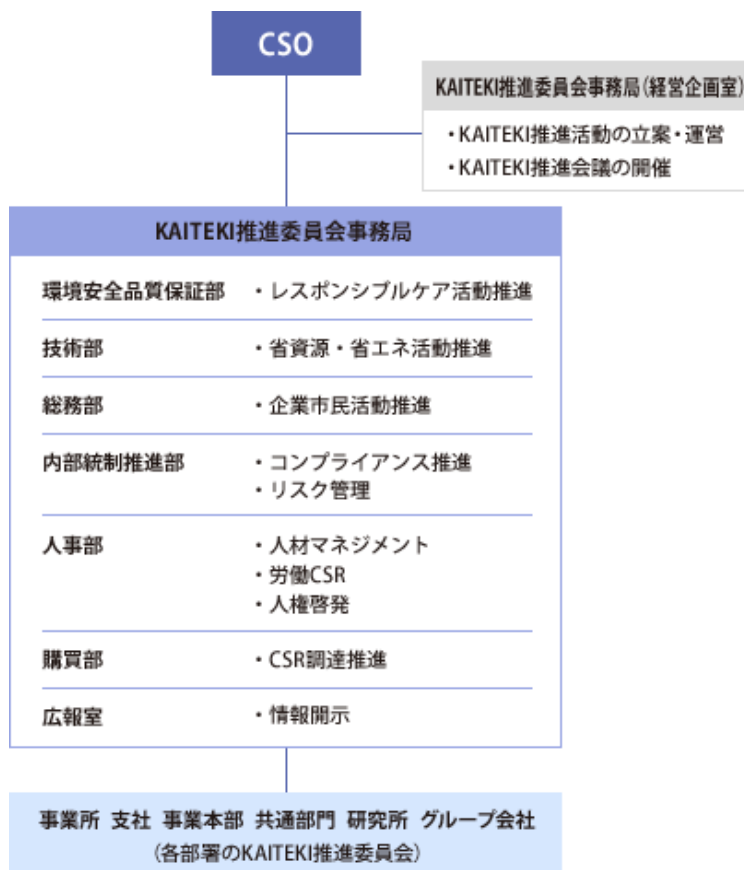 CSO
KAITEKI推進委員会事務局(経営企画室)
・KAITEKI推進活動の立案・運営
・KAITEKI推進会議の開催
KAITEKI推進委員会事務局
環境安全品質保証部 ・レスポンシブルケア活動推進
技術部 ・省資源・省エネ活動推進
総務部 ・企業市民活動推進
内部統制推進部 ・コンプライアンス推進
・リスク管理
人事部 ・人材マネジメント
・労働CSR
・人権啓発
購買部 ・CSR調達推進
広報室 ・情報開示
事業所 支社 事業本部 共通部門 研究所 グループ会社
(各部署のKAITEKI推進委員会)